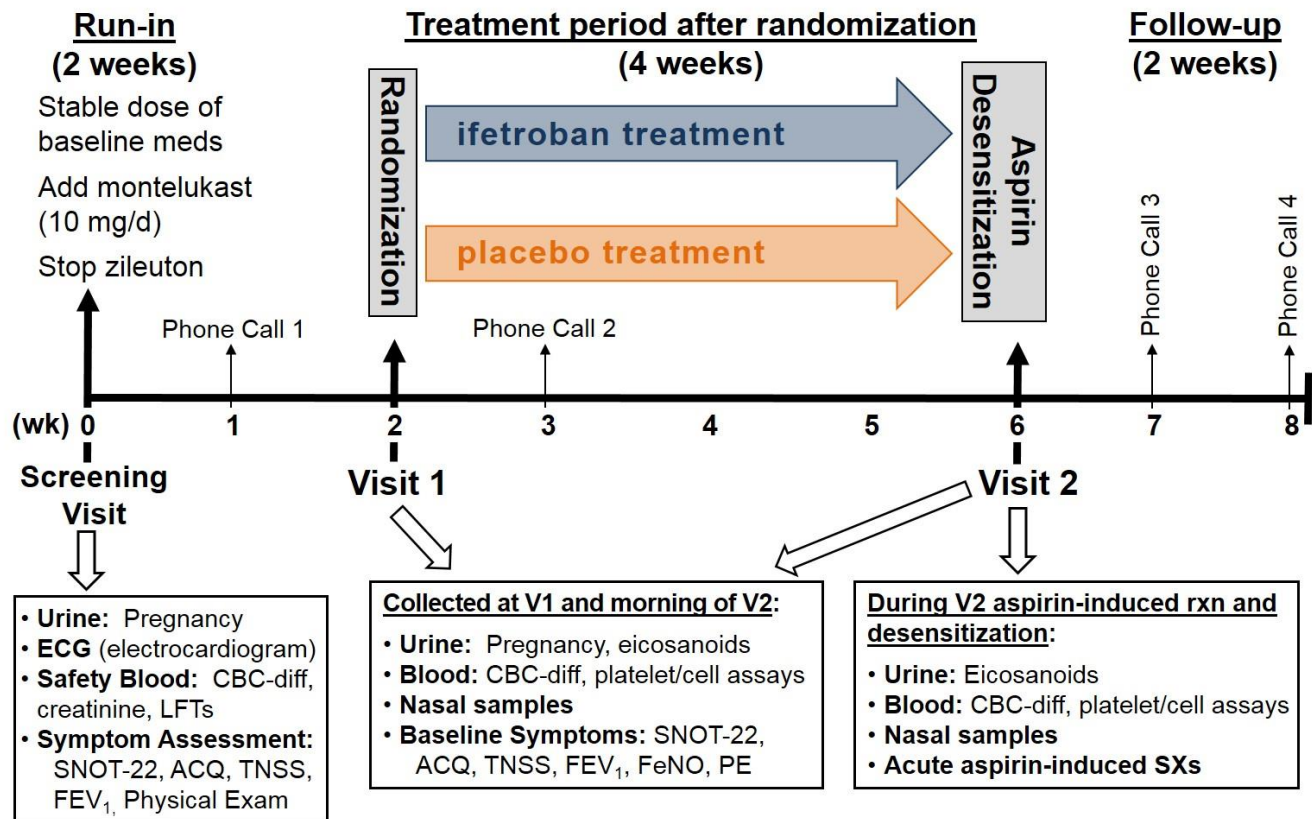 Run-in
(2 weeks)
Stable dose of
baseline meds
Add montelukast
(10 mg/d)
Stop zileuton
Treatment period after randomization
(4 weeks)
Randomization
ifetroban treatment
placebo treatment
Aspirin
Desensitization
Follow-up
(2 weeks)
Phone Call 1
Phone Call 2
Phone Call 3
Phone Call 4
(wk) 0 1 2 3 4 5 6 7 8
Screening
Visit
Visit 1
Visit 2
• Urine: Pregnancy
• ECG (electrocardiogram)
• Safety Blood: CBC-diff,
creatinine, LFTs
• Symptom Assessment:
SNOT-22, ACQ, TNSS,
FEV1, Physical Exam
Collected at V1 and morning of V2:
• Urine: Pregnancy, eicosanoids
• Blood: CBC-diff, platelet/cell assays
• Nasal samples
• Baseline Symptoms: SNOT-22,
ACQ, TNSS, FEV1, FeNO, PE
During V2 aspirin-induced rxn and
desensitization:
• Urine: Eicosanoids
• Blood: CBC-diff, platelet/cell assays
• Nasal samples
• Acute aspirin-induced SXs